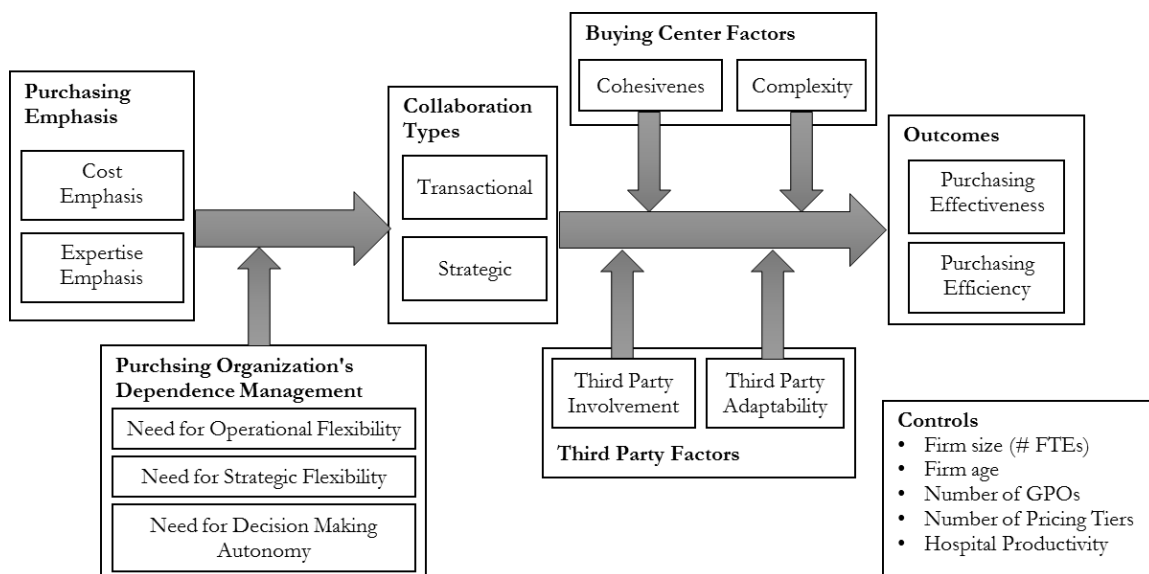 Purchasing
Emphasis
Cost
Emphasis
Expertise
Emphasis
Purchsing Organization's
Dependence Management
Need for Operational Flexibility
Need for Strategic Flexibility
Need for Decision Making
Autonomy
Collaboration
Types
Transactional
Strategic
Buying Center Factors
Cohesivenes
Complexity
Third Party
Involvement
Third Party
Adaptability
Third Party Factors
Outcomes
Purchasing
Effectiveness
Purchasing
Efficiency
Controls
• Firm size (# FTEs)
• Firm age
• Number of GPOs
• Number of Pricing Tiers
• Hospital Productivity